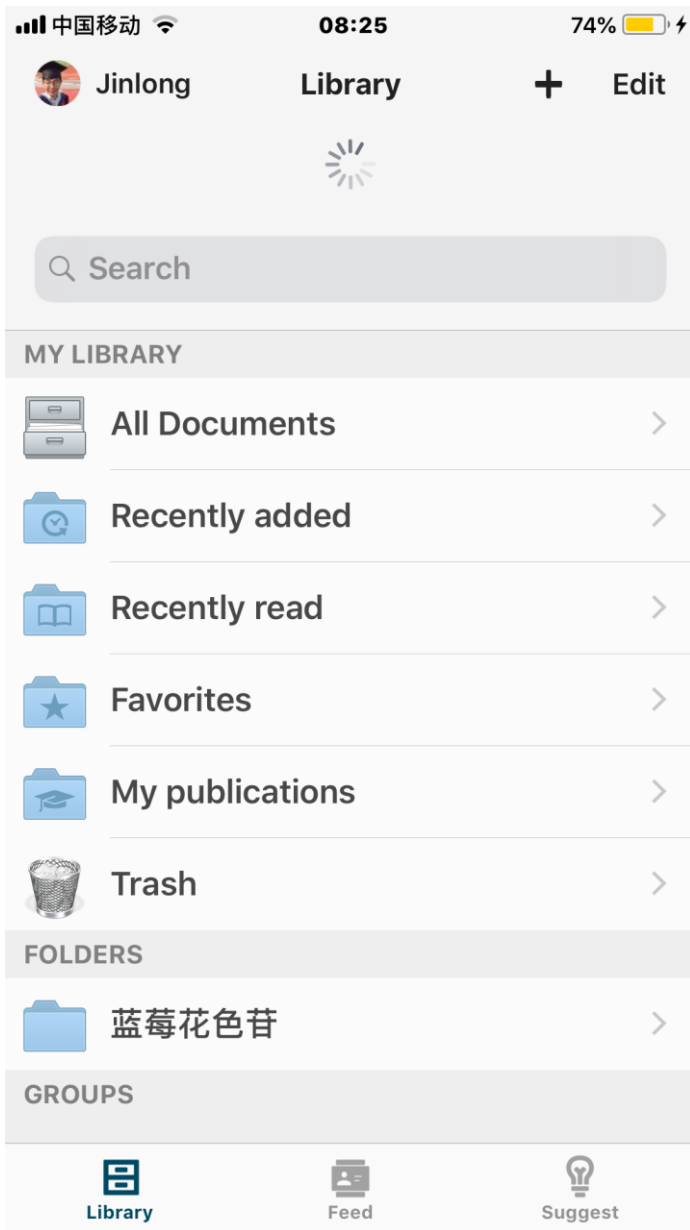 中国移动 08:25 74%
Jinlong Library + Edit
Search
MY LIBRARY
All Documents
Recently added
Recently read
Favorites
My publications
Trash
FOLDERS
蓝莓花色苷
GROUPS
Library Feed Suggest